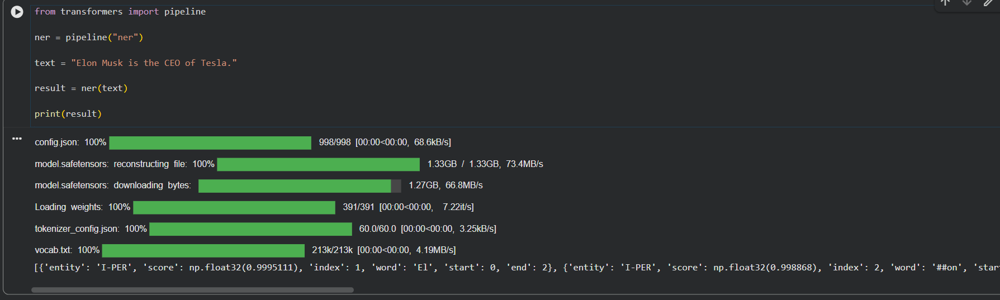 from transformers import pipeline
ner = pipeline("ner")
text = "Elon Musk is the CEO of Tesla."
result = ner(text)
print(result)
config.json: 100% 998/998 [00:00<00:00, 68.6kB/s]
model.safetensors: reconstructing file: 100% 1.33GB / 1.33GB, 73.4MB/s
model.safetensors: downloading bytes: 1.27GB, 66.8MB/s
Loading weights: 100% 391/391 [00:00<00:00, 7.22it/s]
tokenizer_config.json: 100% 60.0/60.0 [00:00<00:00, 3.25kB/s]
vocab.txt: 100% 213k/213k [00:00<00:00, 4.19MB/s]
[{'entity': 'I-PER', 'score': np.float32(0.9995111), 'index': 1, 'word': 'El', 'start': 0, 'end': 2}, {'entity': 'I-PER', 'score': np.float32(0.998868), 'index': 2, 'word': '##on', 'star